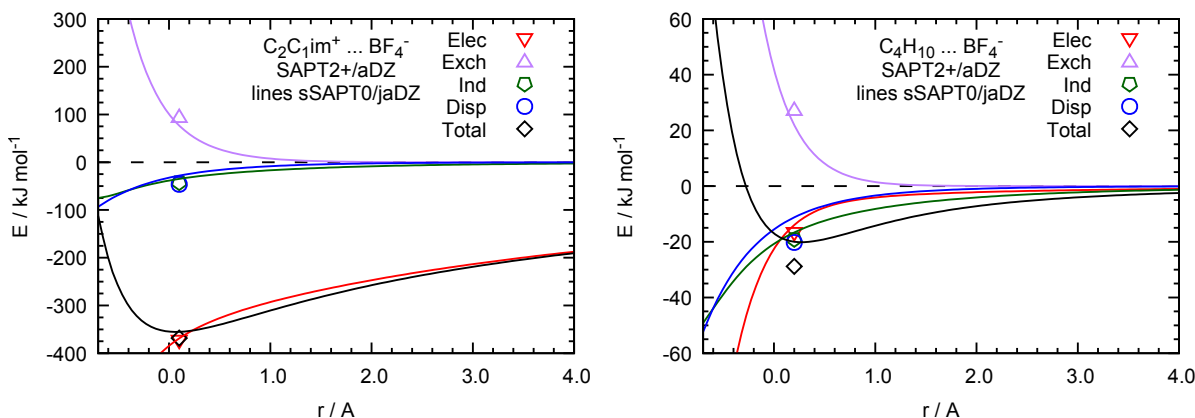 300
200
100
0
-100
-200
-300
-400
E / kJ mol⁻¹
0.0 1.0 2.0 3.0 4.0
r / A
C₂C₁im⁺ ... BF₄⁻
SAPT2+/aDZ
lines sSAPT0/jaDZ
Elec
Exch
Ind
Disp
Total
60
40
20
0
-20
-40
-60
E / kJ mol⁻¹
0.0 1.0 2.0 3.0 4.0
r / A
C₄H₁₀ ... BF₄⁻
SAPT2+/aDZ
lines sSAPT0/jaDZ
Elec
Exch
Ind
Disp
Total